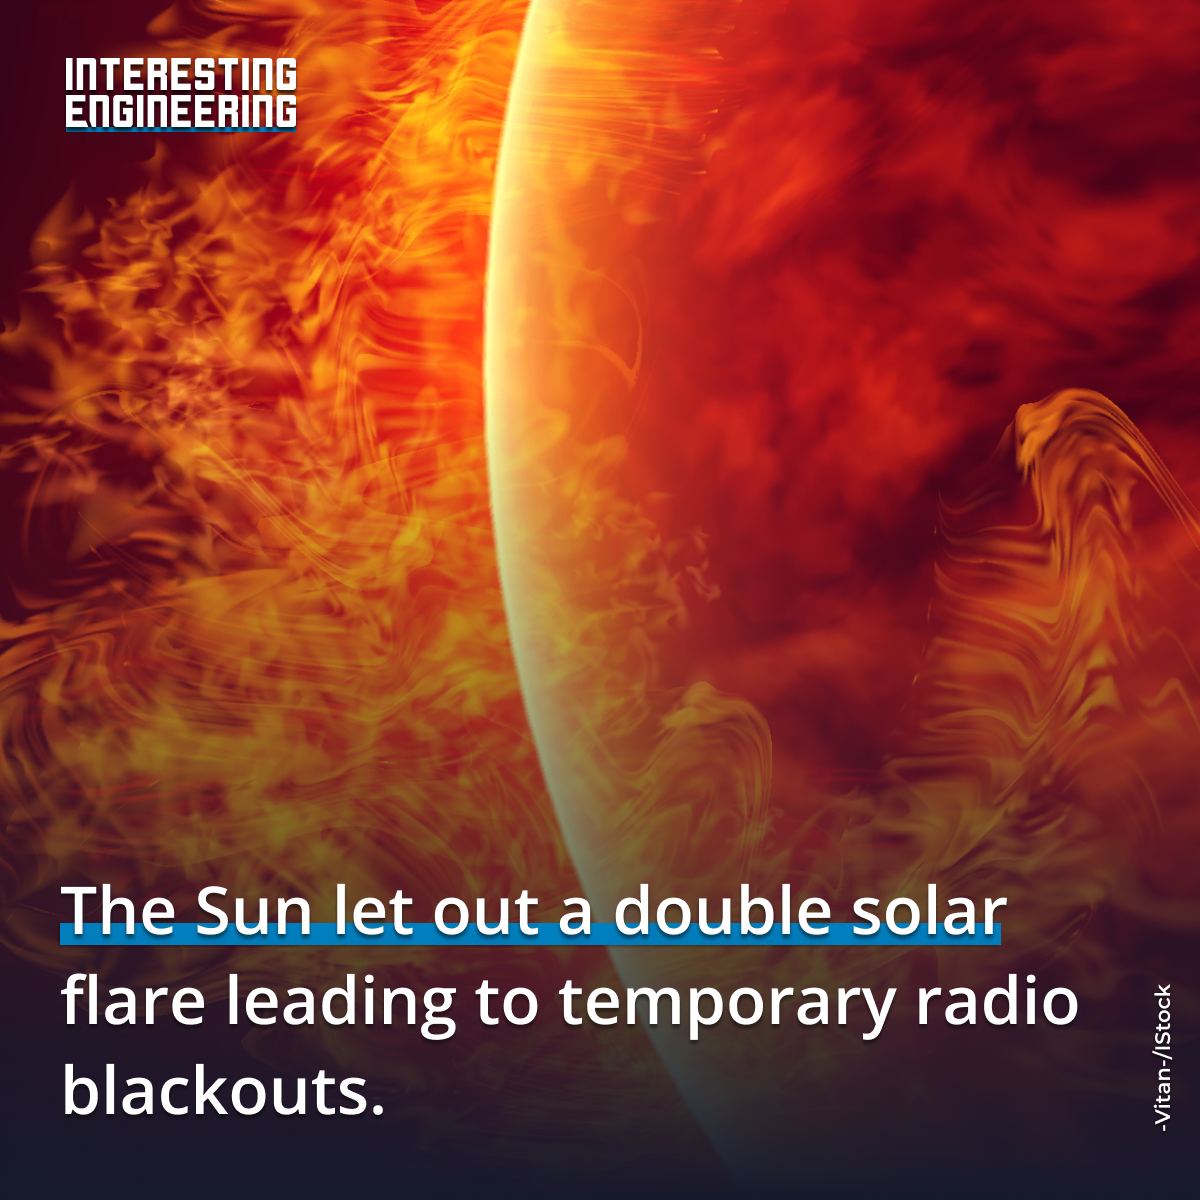 INTERESTING
ENGINEERING
The Sun let out a double solar
flare leading to temporary radio
blackouts.
-Vitan-/IStock